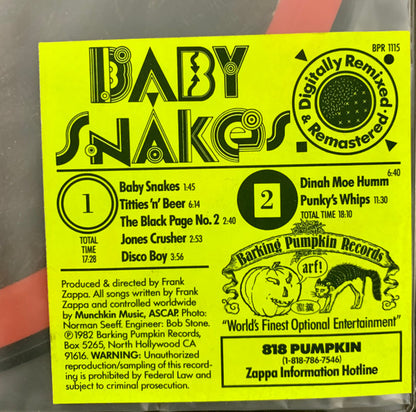 BABY
SNAKES
BPR 1115
Digitally Remixed
& Remastered
1
TOTAL
TIME
17:28
Baby Snakes 1:45
Titties 'n' Beer 6:14
The Black Page No. 2 2:40
Jones Crusher 2:53
Disco Boy 3:56
2
6:40
Dinah Moe Humm
Punky's Whips 11:30
TOTAL TIME 18:10
Barking Pumpkin Records
arf!
"World's Finest Optional Entertainment"
Produced & directed by Frank
Zappa. All songs written by Frank
Zappa and controlled worldwide
by Munchkin Music, ASCAP. Photo:
Norman Seeff. Engineer: Bob Stone.
©1982 Barking Pumpkin Records,
Box 5265, North Hollywood CA
91616. WARNING: Unauthorized
reproduction/sampling of this record-
ing is prohibited by Federal Law and
subject to criminal prosecution.
818 PUMPKIN
(1-818-786-7546)
Zappa Information Hotline